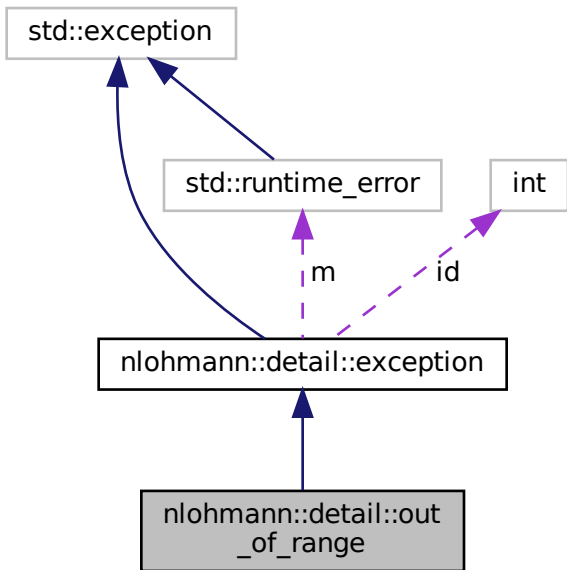 std::exception
std::runtime_error
int
m
id
nlohmann::detail::exception
nlohmann::detail::out
_of_range